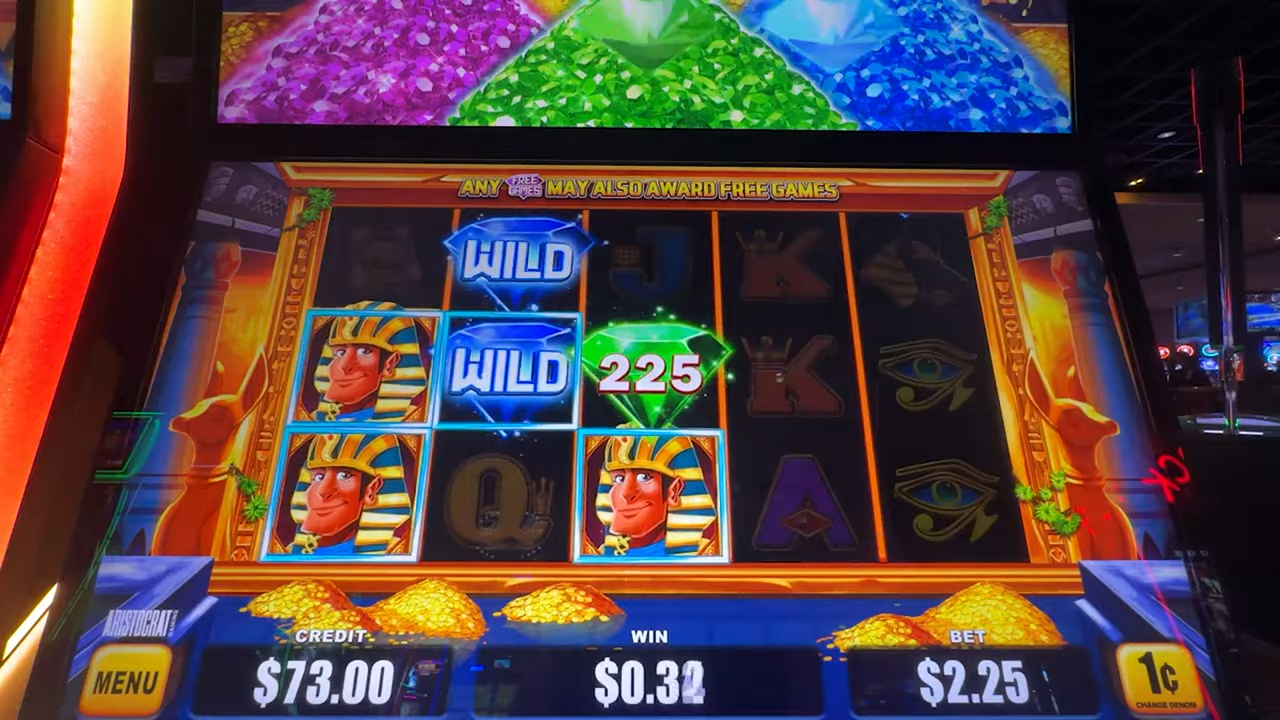 ANY FREE GAMES MAY ALSO AWARD FREE GAMES
WILD J K
WILD 225 K
Q A
ARISTOCRAT
CREDIT WIN BET
MENU $73.00 $2.25 1¢
CHANGE DENOM